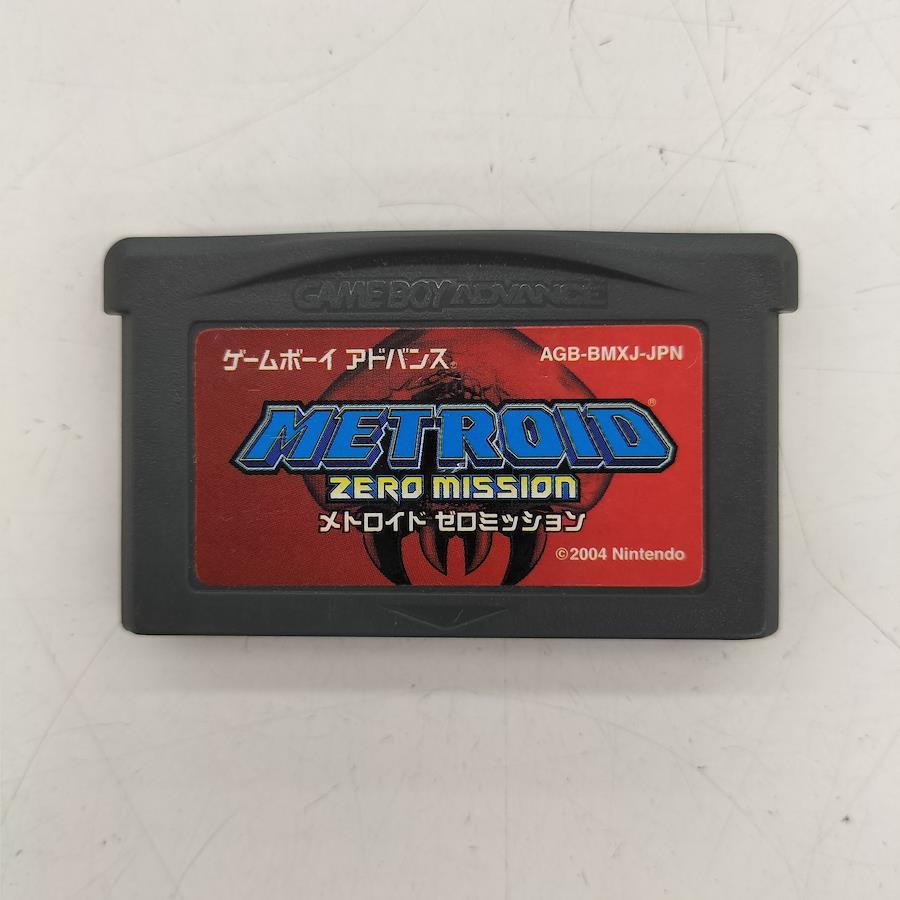 GAME BOY ADVANCE
ゲームボーイ アドバンス® AGB-BMXJ-JPN
METROID®
ZERO MISSION
メトロイド ゼロミッション
©2004 Nintendo